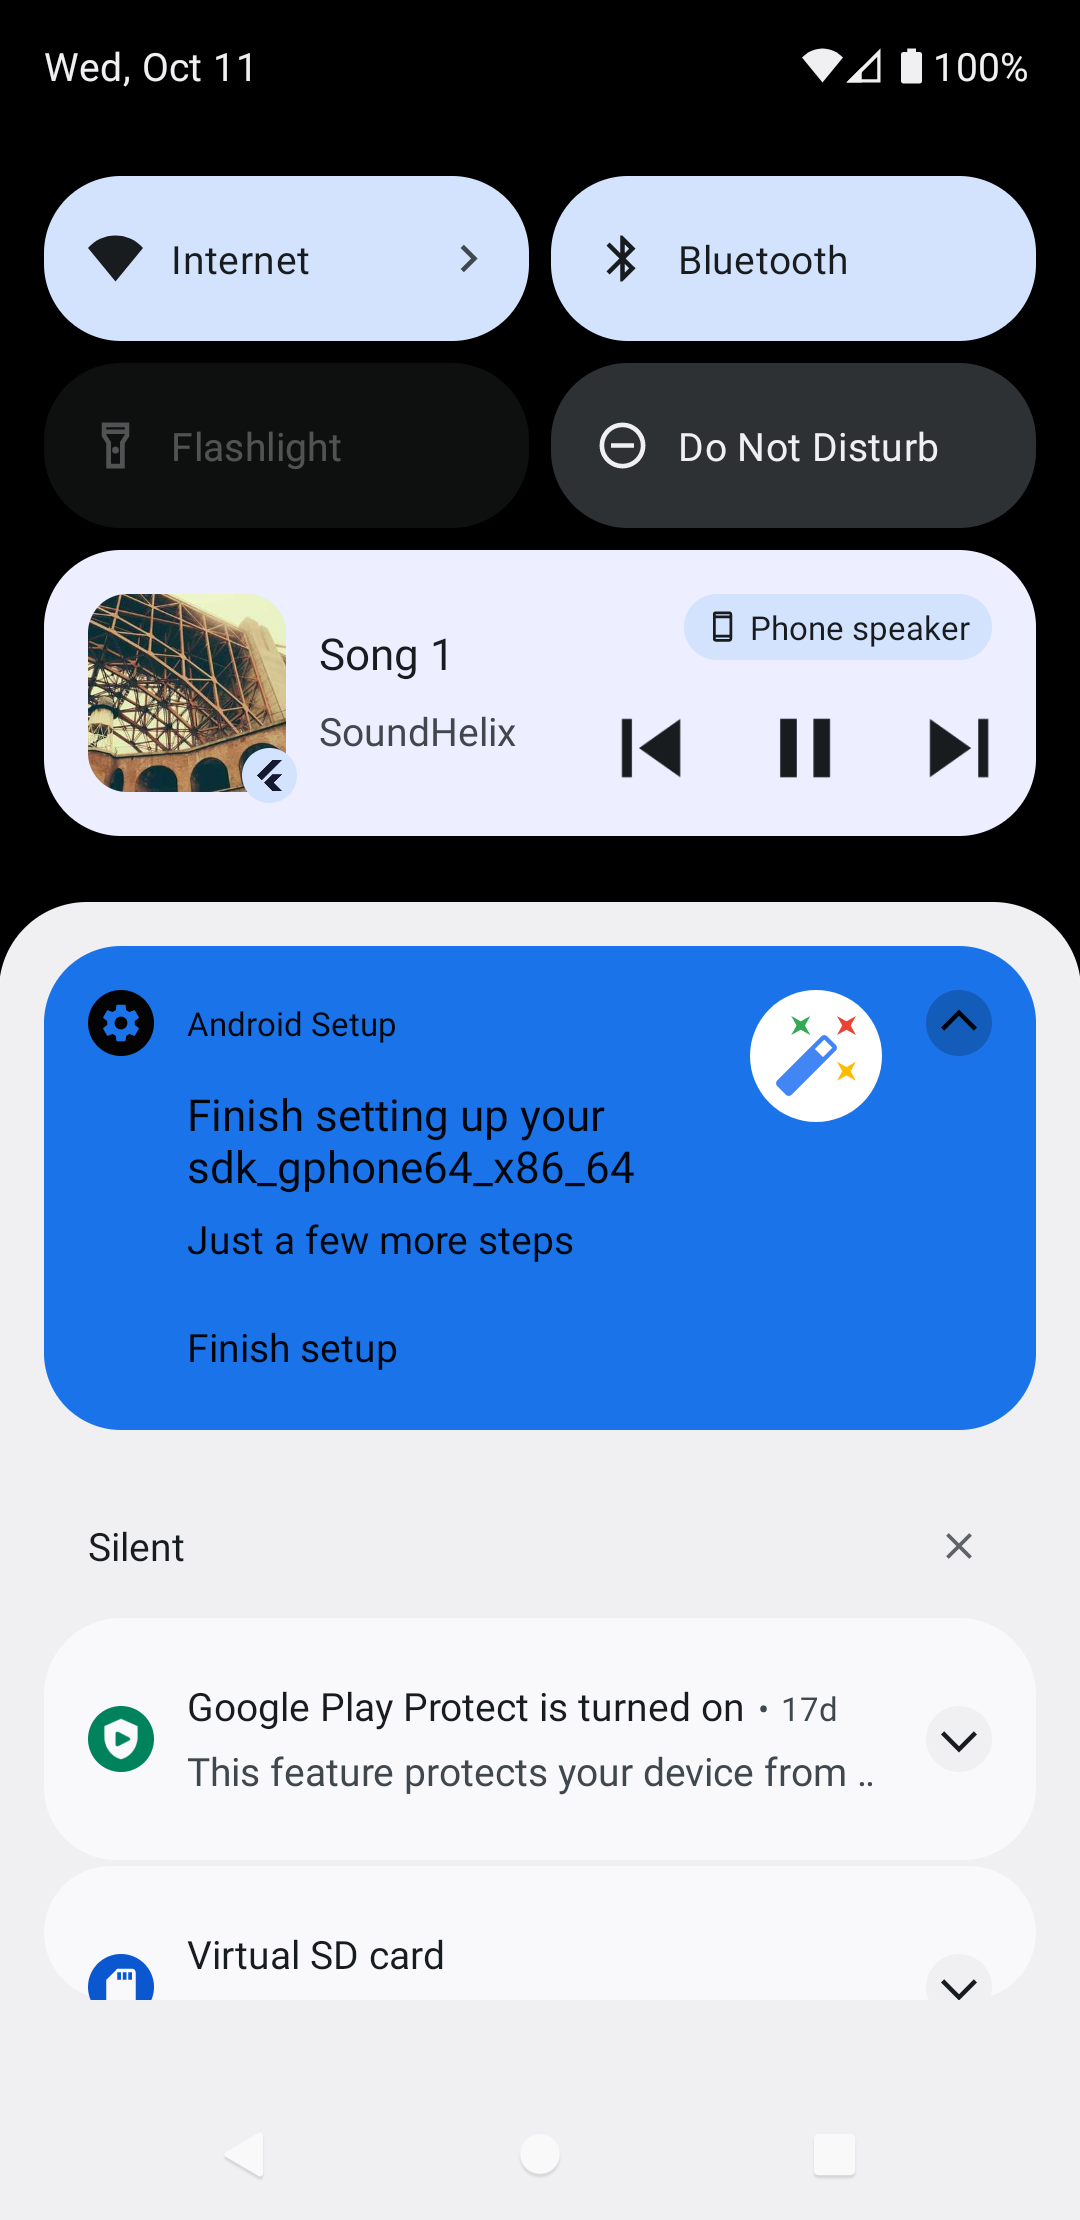 Wed, Oct 11
100%
Internet
Bluetooth
Flashlight
Do Not Disturb
Phone speaker
Song 1
SoundHelix
Android Setup
Finish setting up your
sdk_gphone64_x86_64
Just a few more steps
Finish setup
Silent
Google Play Protect is turned on • 17d
This feature protects your device from ..
Virtual SD card